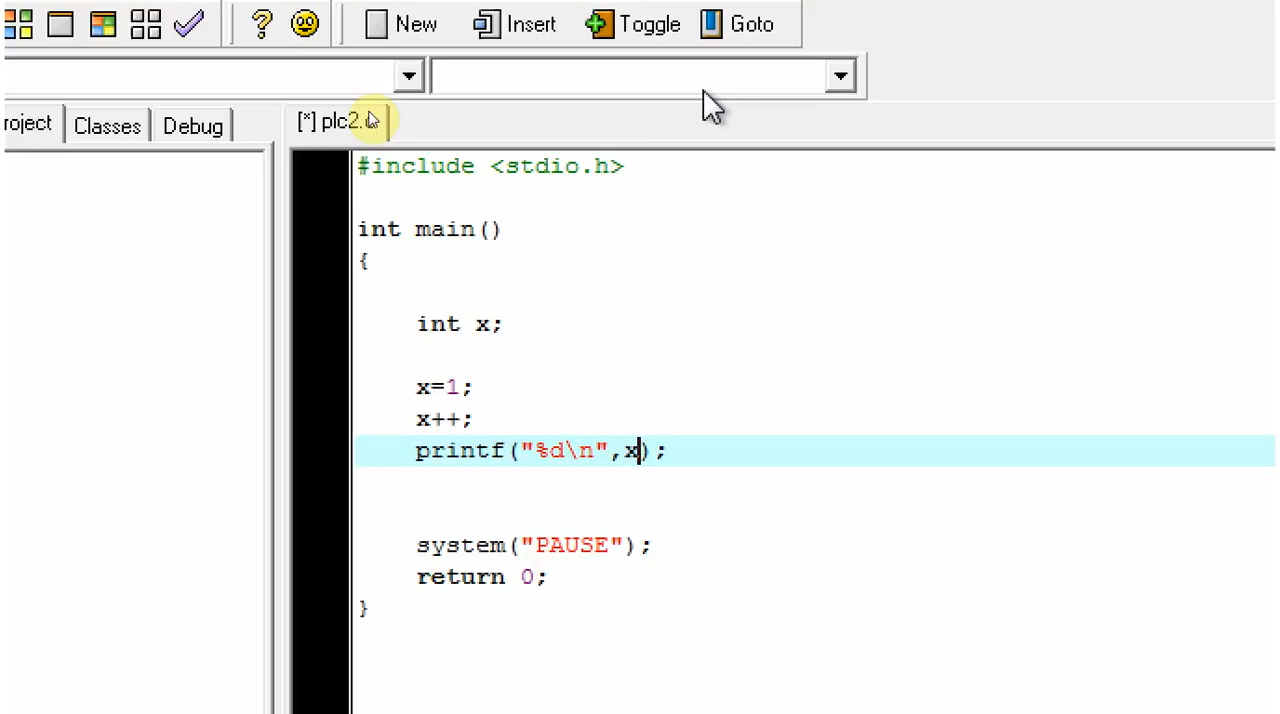 New Insert Toggle Goto
roject Classes Debug [*] plc2.
#include <stdio.h>
int main()
{
int x;
x=1;
x++;
printf("%d\n",x);
system("PAUSE");
return 0;
}